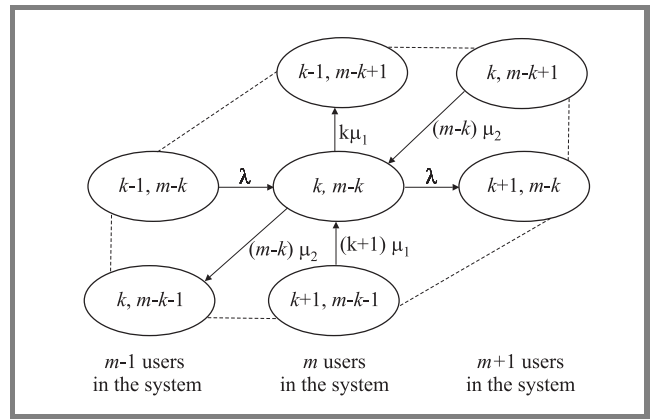 k-1, m-k+1
k, m-k+1
kμ₁
(m-k) μ₂
k-1, m-k
λ
k, m-k
λ
k+1, m-k
(m-k) μ₂
(k+1) μ₁
k, m-k-1
k+1, m-k-1
m-1 users
in the system
m users
in the system
m+1 users
in the system